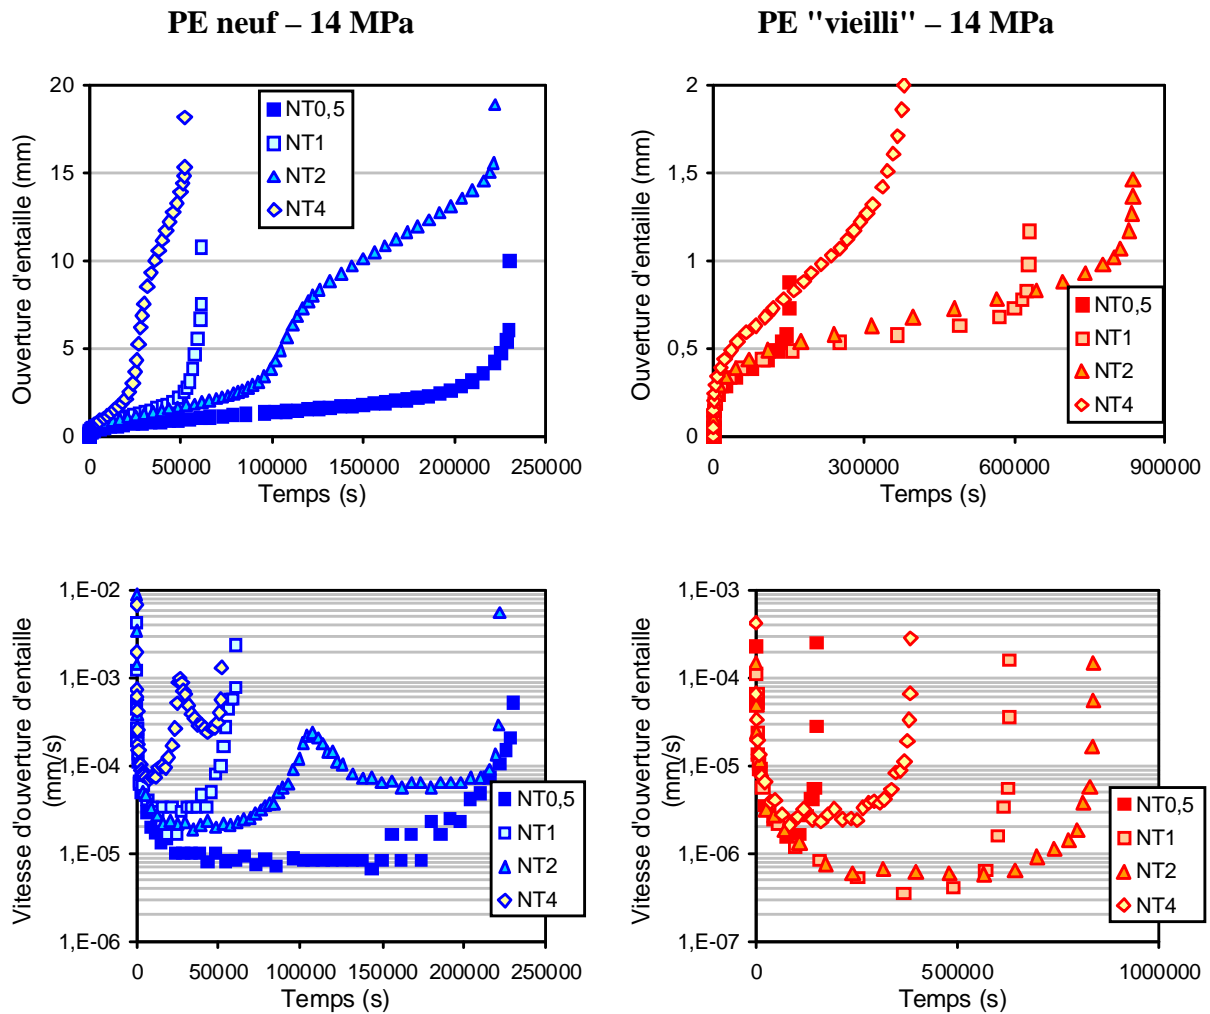 PE neuf – 14 MPa
PE "vieilli" – 14 MPa
Ouverture d'entaille (mm)
20
15
10
5
0
NT0,5
NT1
NT2
NT4
0 50000 100000 150000 200000 250000
Temps (s)
Ouverture d'entaille (mm)
2
1,5
1
0,5
0
NT0,5
NT1
NT2
NT4
0 300000 600000 900000
Temps (s)
Vitesse d'ouverture d'entaille
(mm/s)
1,E-02
1,E-03
1,E-04
1,E-05
1,E-06
NT0,5
NT1
NT2
NT4
0 50000 100000 150000 200000 250000
Temps (s)
Vitesse d'ouverture d'entaille
(mm/s)
1,E-03
1,E-04
1,E-05
1,E-06
1,E-07
NT0,5
NT1
NT2
NT4
0 500000 1000000
Temps (s)